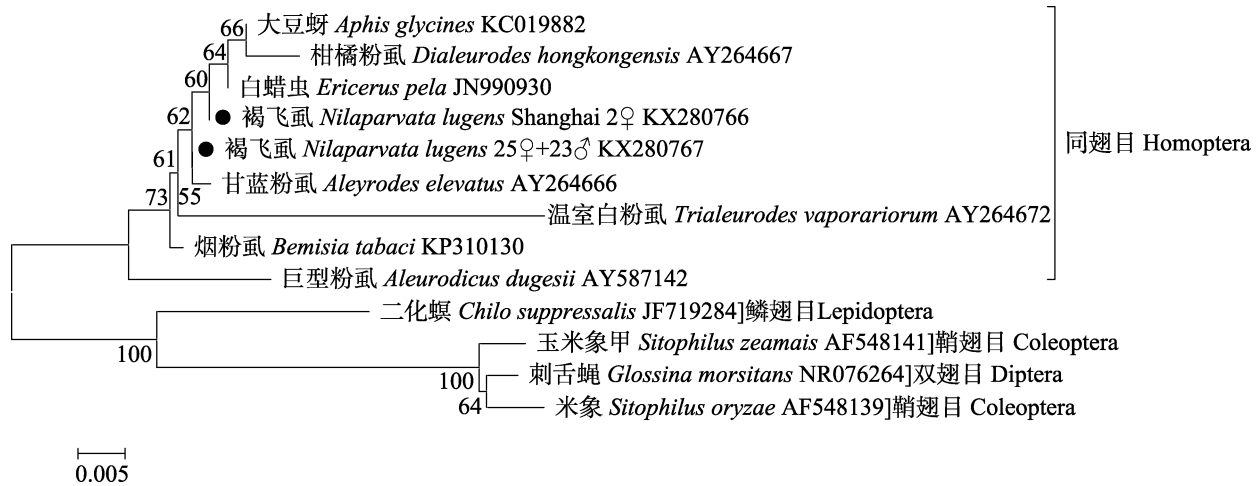 66 大豆蚜 Aphis glycines KC019882
64 柑橘粉虱 Dialeurodes hongkongensis AY264667
60 白蜡虫 Ericerus pela JN990930
62 ● 褐飞虱 Nilaparvata lugens Shanghai 2♀ KX280766
● 褐飞虱 Nilaparvata lugens 25♀+23♂ KX280767
同翅目 Homoptera
61
甘蓝粉虱 Aleyrodes elevatus AY264666
73 55
温室白粉虱 Trialeurodes vaporariorum AY264672
烟粉虱 Bemisia tabaci KP310130
巨型粉虱 Aleurodicus dugesii AY587142
二化螟 Chilo suppressalis JF719284]鳞翅目Lepidoptera
100
玉米象甲 Sitophilus zeamais AF548141]鞘翅目 Coleoptera
100 刺舌蝇 Glossina morsitans NR076264]双翅目 Diptera
64 米象 Sitophilus oryzae AF548139]鞘翅目 Coleoptera
0.005